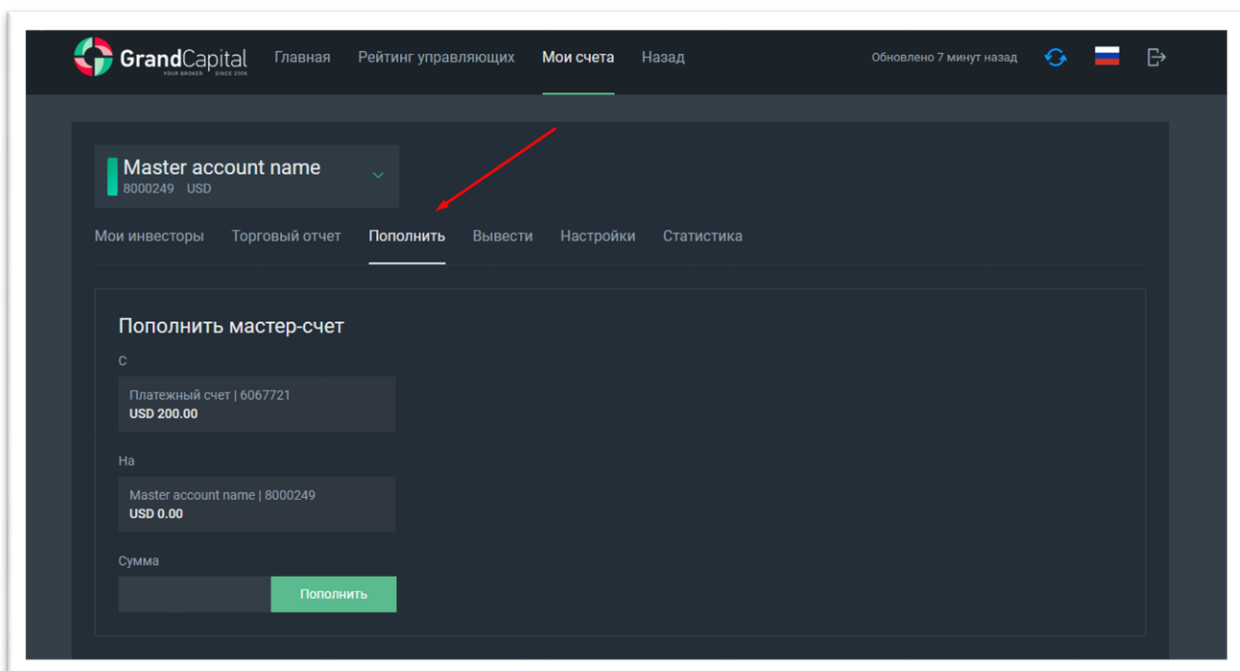 GrandCapital
YOUR BROKER SINCE 2006
Главная Рейтинг управляющих Мои счета Назад
Обновлено 7 минут назад
Master account name
8000249 USD
Мои инвесторы Торговый отчет Пополнить Вывести Настройки Статистика
Пополнить мастер-счет
С
Платежный счет | 6067721
USD 200.00
На
Master account name | 8000249
USD 0.00
Сумма
Пополнить